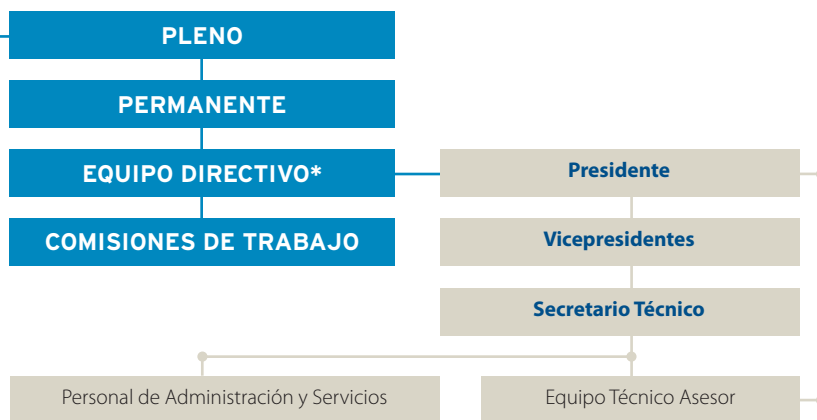 PLENO
PERMANENTE
EQUIPO DIRECTIVO*
Presidente
COMISIONES DE TRABAJO
Vicepresidentes
Secretario Técnico
Personal de Administración y Servicios
Equipo Técnico Asesor